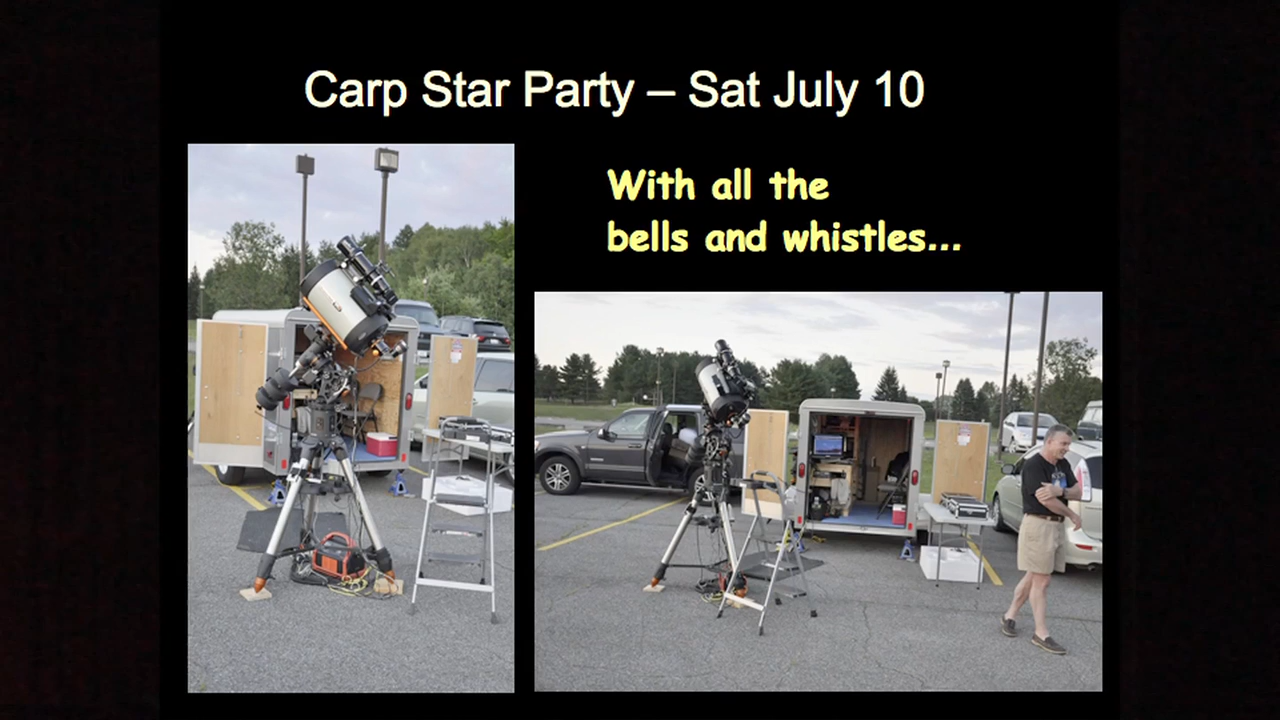 Carp Star Party – Sat July 10
With all the
bells and whistles...